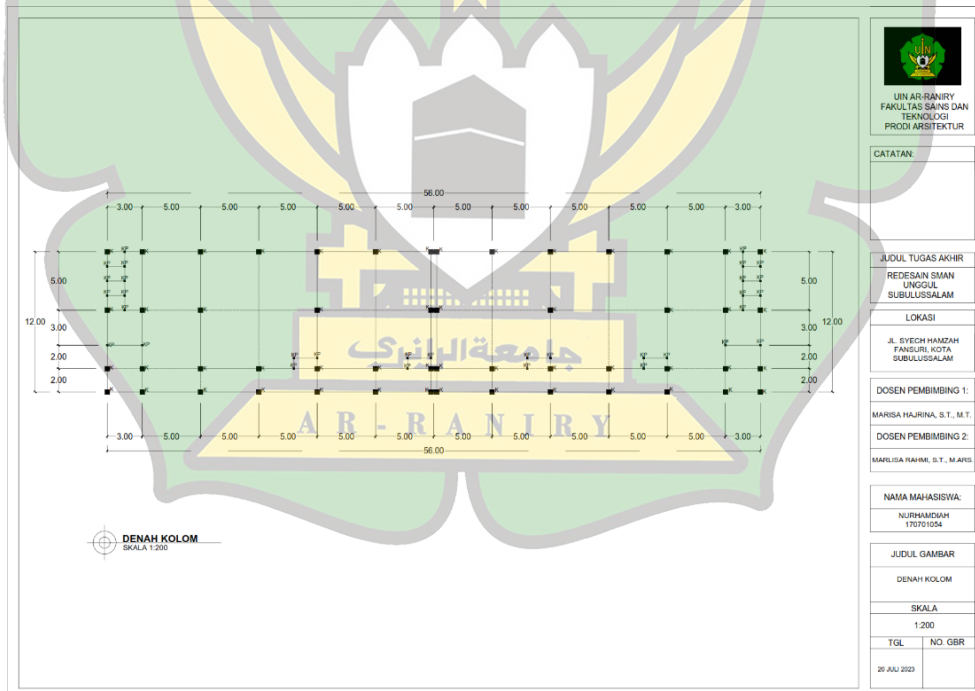 56.00
3.00 5.00 5.00 5.00 5.00 5.00 5.00 5.00 5.00 5.00 5.00 3.00
5.00 5.00
12.00 12.00
3.00 3.00
2.00 2.00
2.00 2.00
جامعة الرانري
AR-RANIRY
3.00 5.00 5.00 5.00 5.00 5.00 5.00 5.00 5.00 5.00 5.00 3.00
56.00
DENAH KOLOM
SKALA 1:200
UIN
UIN AR-RANIRY
FAKULTAS SAINS DAN
TEKNOLOGI
PRODI ARSITEKTUR
CATATAN:
JUDUL TUGAS AKHIR
REDESAIN SMAN
UNGGUL
SUBULUSSALAM
LOKASI
JL. SYECH HAMZAH
FANSURI, KOTA
SUBULUSSALAM
DOSEN PEMBIMBING 1:
MARISA HAJRINA, S.T., M.T.
DOSEN PEMBIMBING 2:
MARLISA RAHMI, S.T., M.ARS.
NAMA MAHASISWA:
NURHAMDIAH
170701054
JUDUL GAMBAR
DENAH KOLOM
SKALA
1:200
TGL NO. GBR
20 JULI 2023